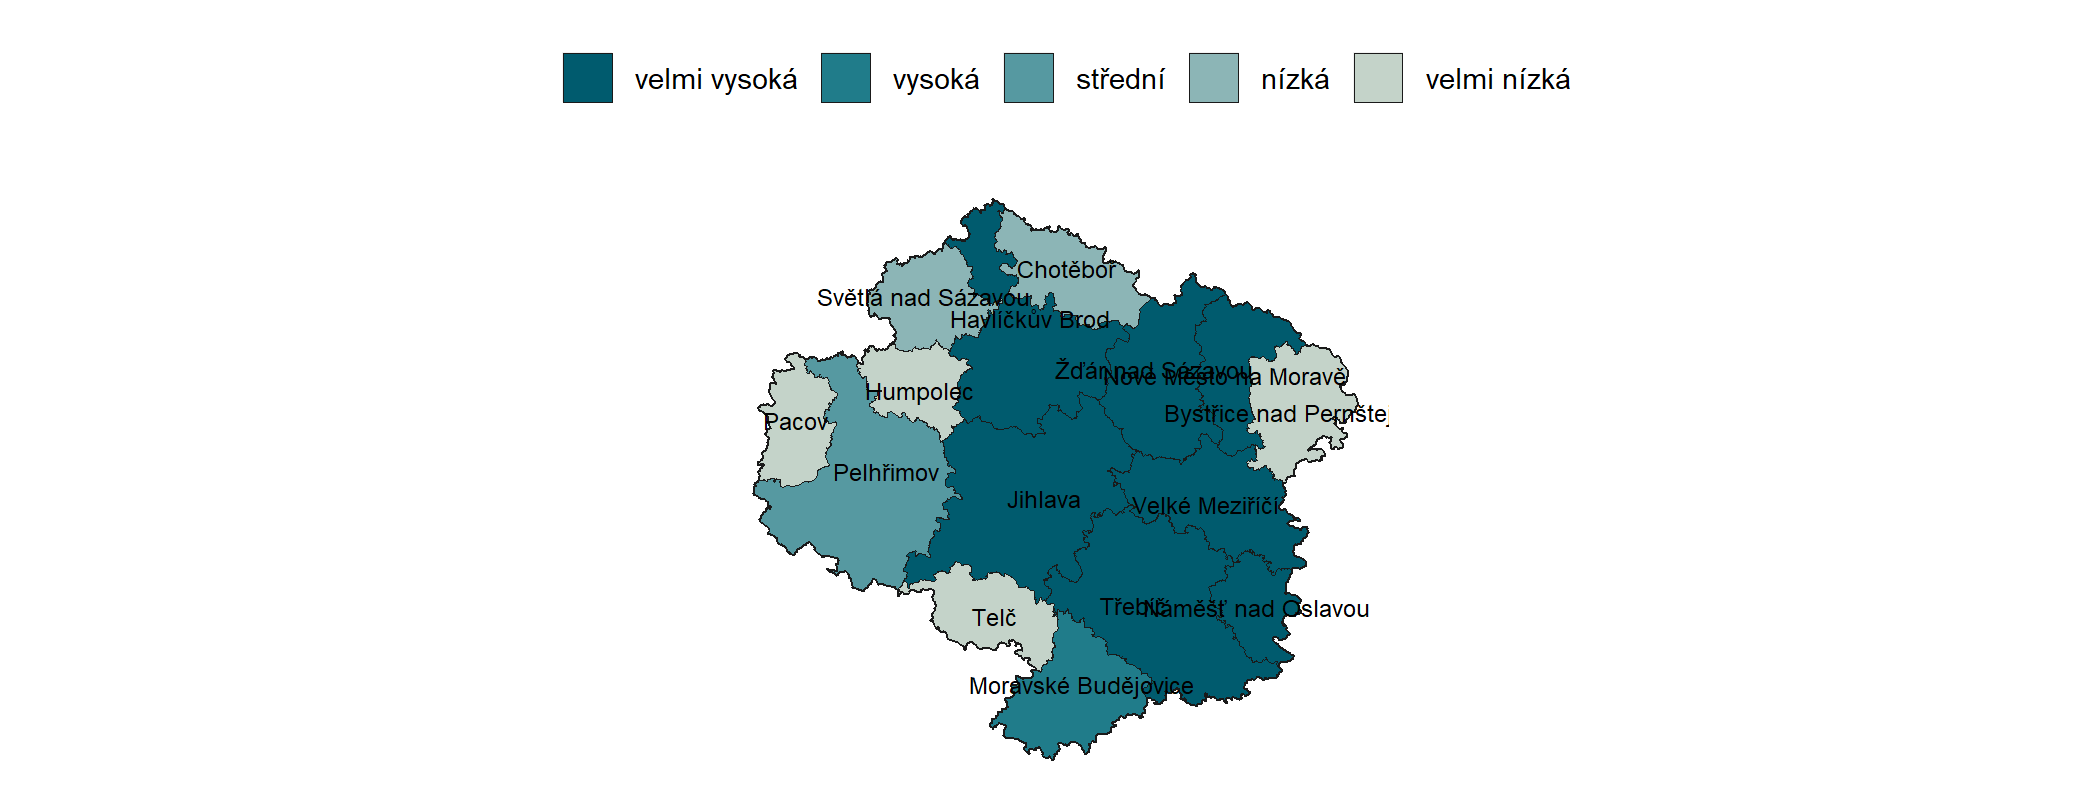 velmi vysoká vysoká střední nízká velmi nízká
Chotěboř
Světlá nad Sázavou
Havlíčkův Brod
Žďár nad Sázavou
Nové Město na Moravě
Humpolec
Bystřice nad Pernštej
Pacov
Pelhřimov
Jihlava
Velké Meziříčí
Třebíč
Náměšť nad Oslavou
Telč
Moravské Budějovice